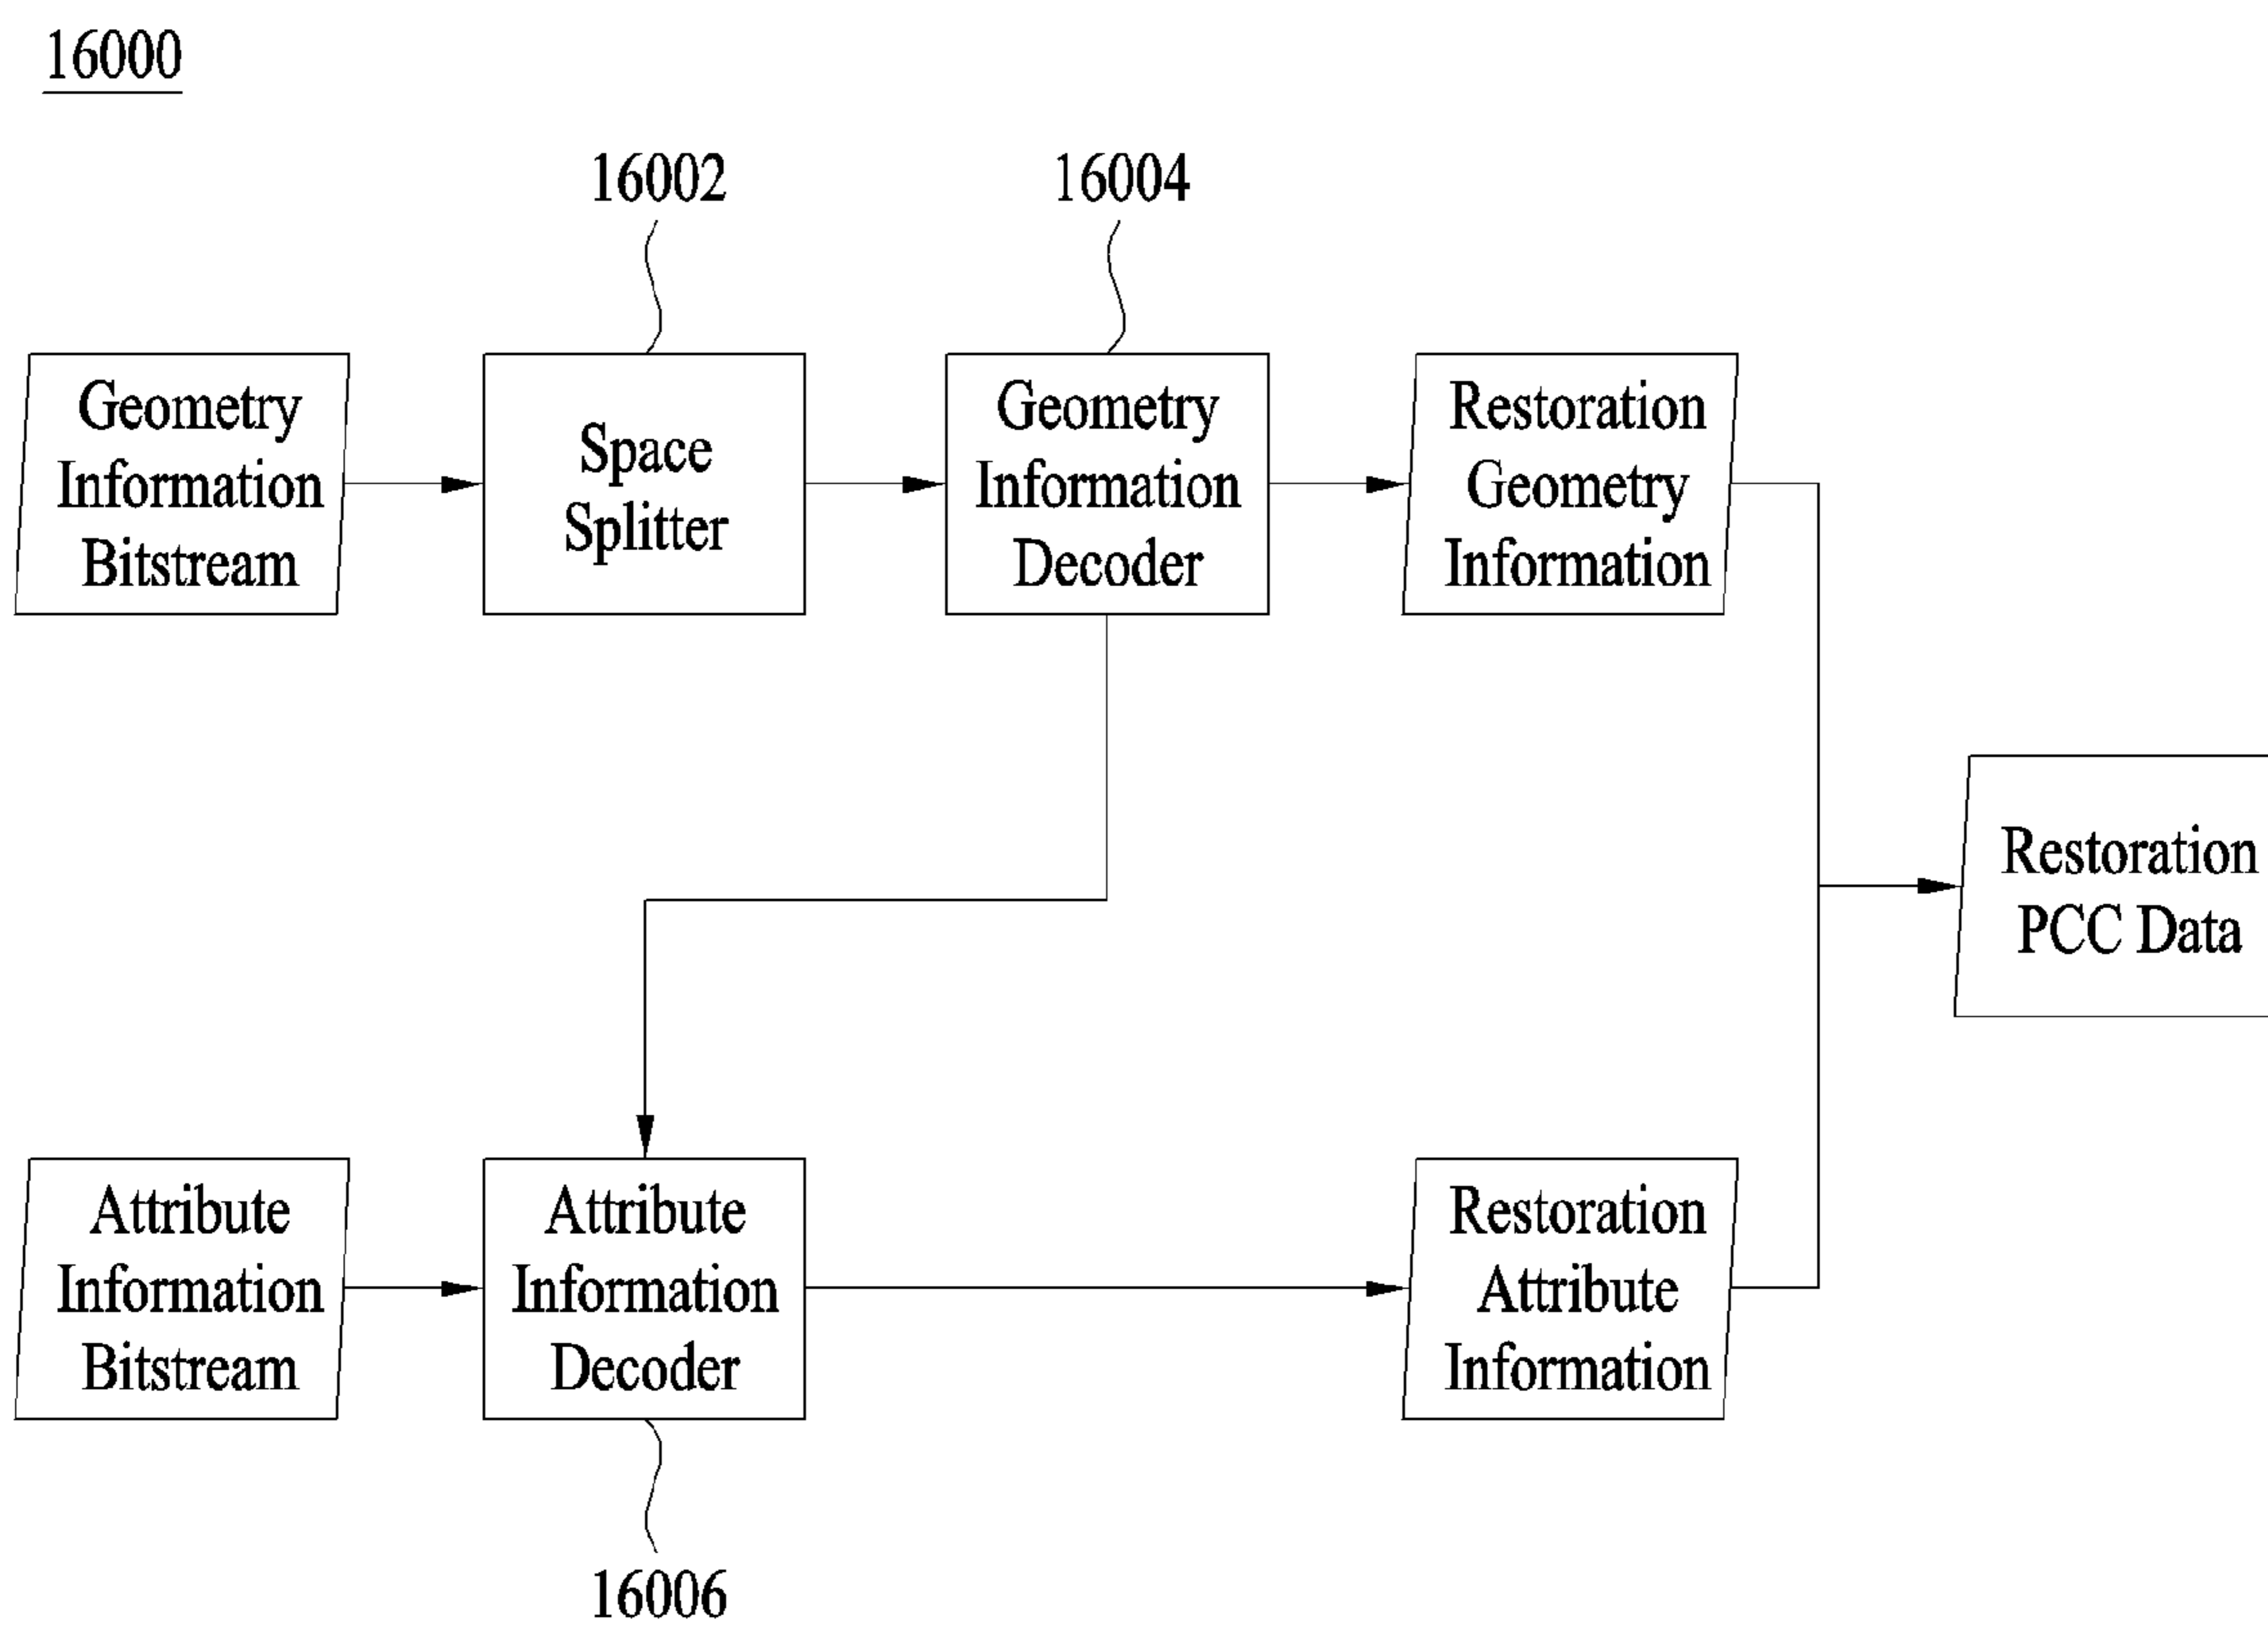 16000
16002
16004
Geometry
Information
Bitstream
Space
Splitter
Geometry
Information
Decoder
Restoration
Geometry
Information
Restoration
PCC Data
Attribute
Information
Bitstream
Attribute
Information
Decoder
Restoration
Attribute
Information
16006